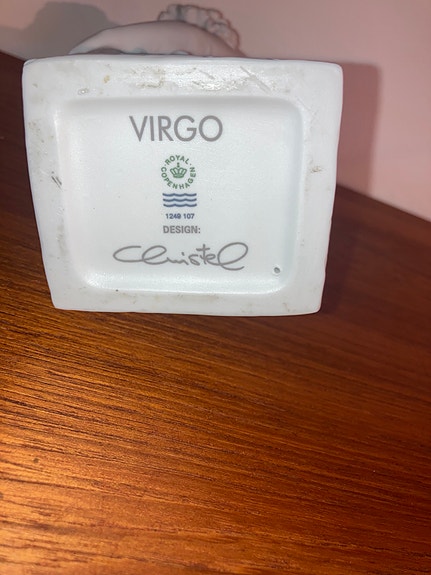 VIRGO
ROYAL COPENHAGEN
1249 107
DESIGN:
Christel